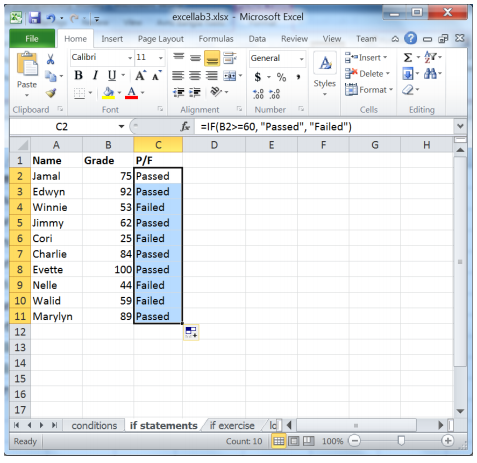 excellab3.xlsx - Microsoft Excel
File Home Insert Page Layout Formulas Data Review View Team
Paste
Calibri 11
B I U A A
General
$ % ,
.0 .00 .00 .0
Styles
Insert
Delete
Format
Σ
Clipboard Font Alignment Number Cells Editing
C2 fx =IF(B2>=60, "Passed", "Failed")
A B C D E F G H
1 Name Grade P/F
2 Jamal 75 Passed
3 Edwyn 92 Passed
4 Winnie 53 Failed
5 Jimmy 62 Passed
6 Cori 25 Failed
7 Charlie 84 Passed
8 Evette 100 Passed
9 Nelle 44 Failed
10 Walid 59 Failed
11 Marylyn 89 Passed
12
13
14
15
16
17
conditions if statements if exercise
Ready Count: 10 100%